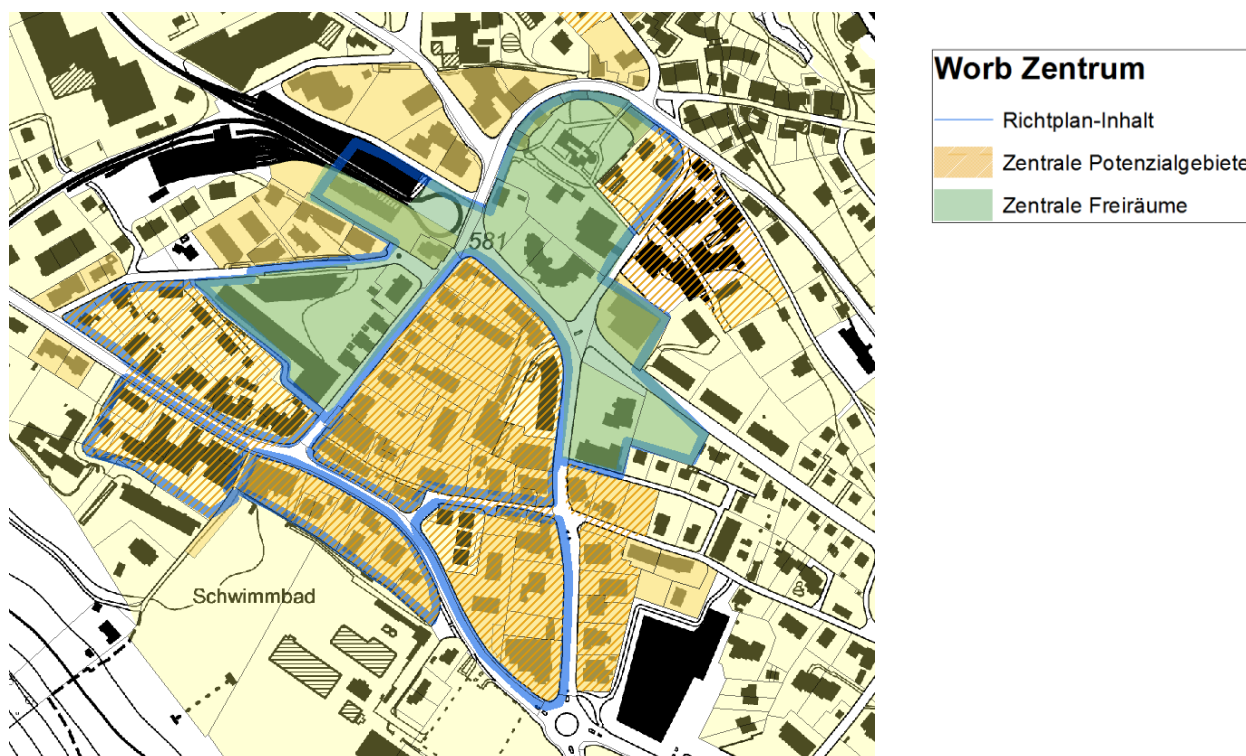 Worb Zentrum
Richtplan-Inhalt
Zentrale Potenzialgebiete
Zentrale Freiräume
581
Schwimmbad